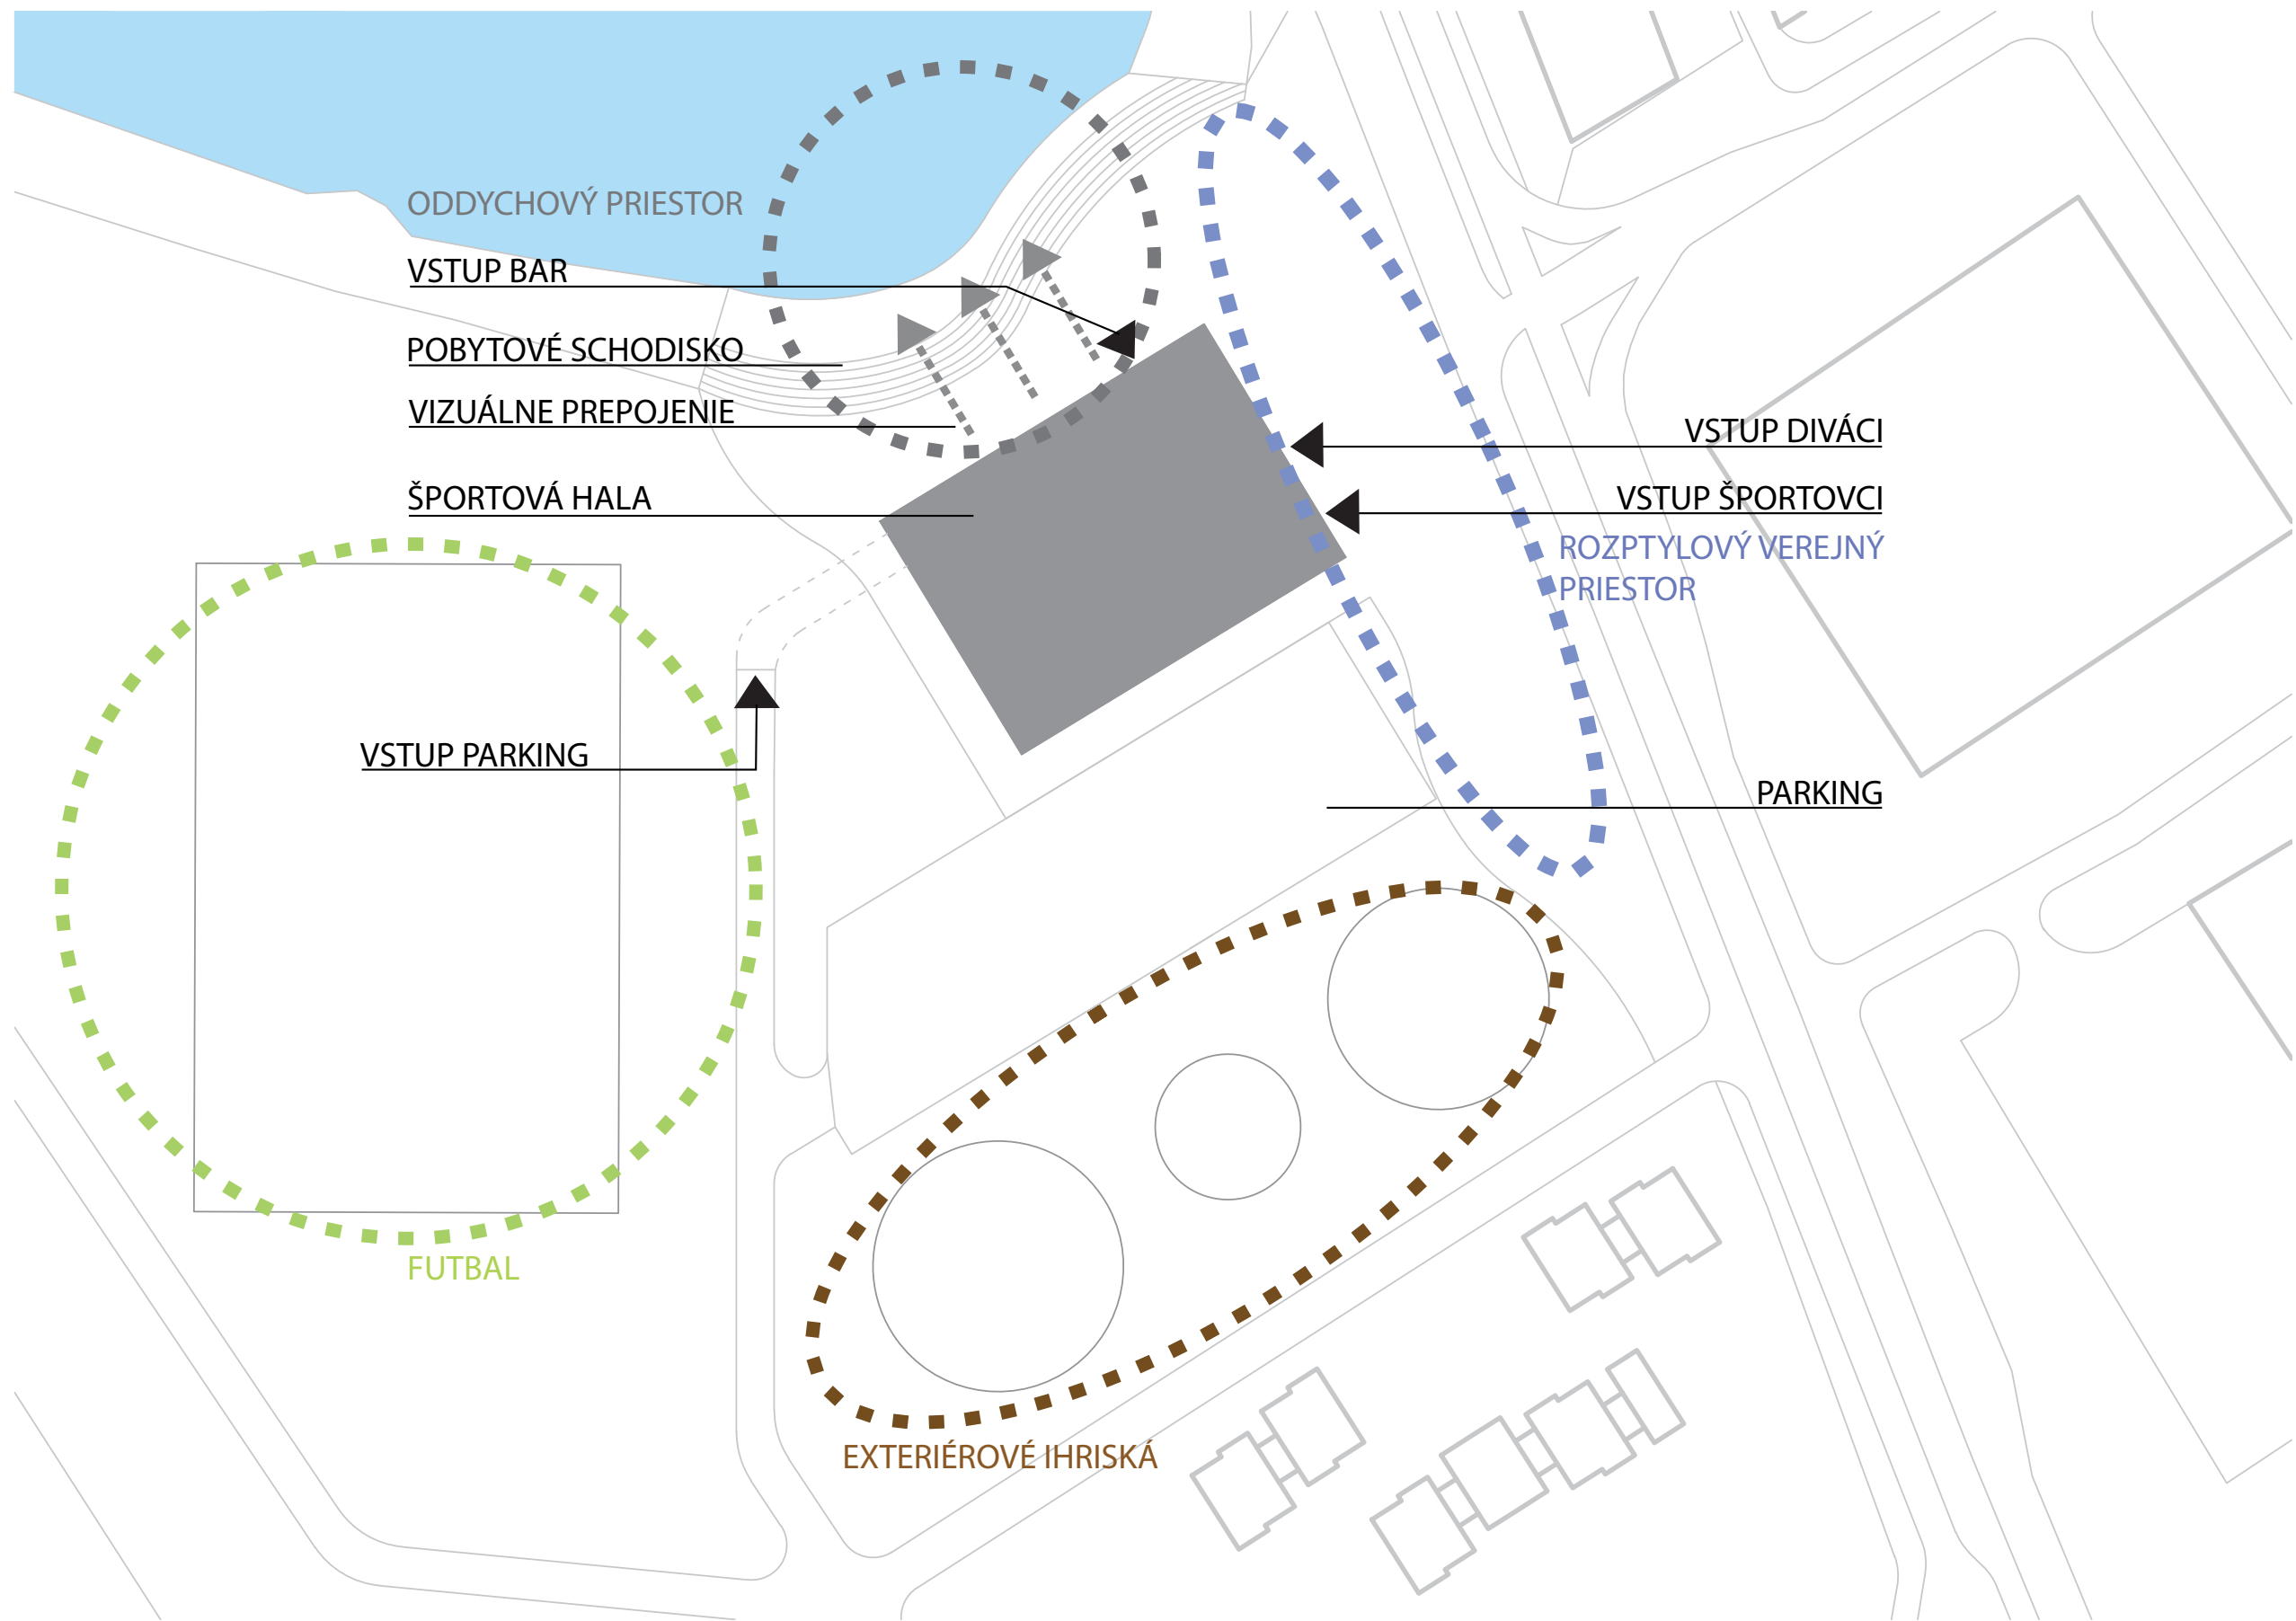 ODDYCHOVÝ PRIESTOR
VSTUP BAR
POBYTOVÉ SCHODISKO
VIZUÁLNE PREPOJENIE
ŠPORTOVÁ HALA
VSTUP DIVÁCI
VSTUP ŠPORTOVCI
ROZPTYLOVÝ VEREJNÝ
PRIESTOR
VSTUP PARKING
PARKING
FUTBAL
EXTERIÉROVÉ IHRISKÁ